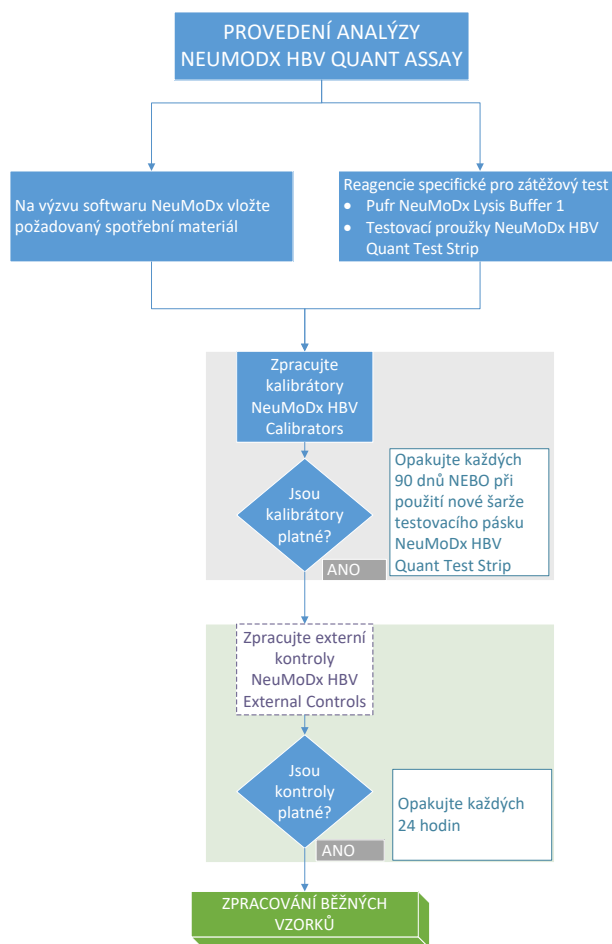 PROVEDENÍ ANALÝZY
NEUMODX HBV QUANT ASSAY
Na výzvu softwaru NeuMoDx vložte
požadovaný spotřební materiál
Reagencie specifické pro zátěžový test
• Pufr NeuMoDx Lysis Buffer 1
• Testovací proužky NeuMoDx HBV
Quant Test Strip
Zpracujte
kalibrátory
NeuMoDx HBV
Calibrators
Jsou
kalibrátory
platné?
Opakujte každých
90 dnů NEBO při
použití nové šarže
testovacího pásku
NeuMoDx HBV
Quant Test Strip
ANO
Zpracujte externí
kontroly
NeuMoDx HBV
External Controls
Jsou
kontroly
platné?
Opakujte každých
24 hodin
ANO
ZPRACOVÁNÍ BĚŽNÝCH
VZORKŮ